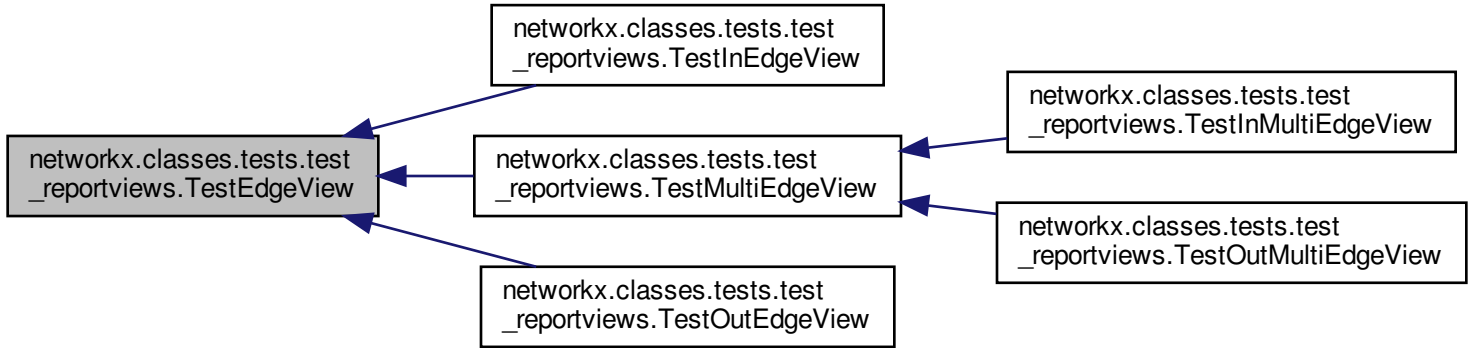 networkx.classes.tests.test
_reportviews.TestInEdgeView
networkx.classes.tests.test
_reportviews.TestInMultiEdgeView
networkx.classes.tests.test
_reportviews.TestEdgeView
networkx.classes.tests.test
_reportviews.TestMultiEdgeView
networkx.classes.tests.test
_reportviews.TestOutMultiEdgeView
networkx.classes.tests.test
_reportviews.TestOutEdgeView